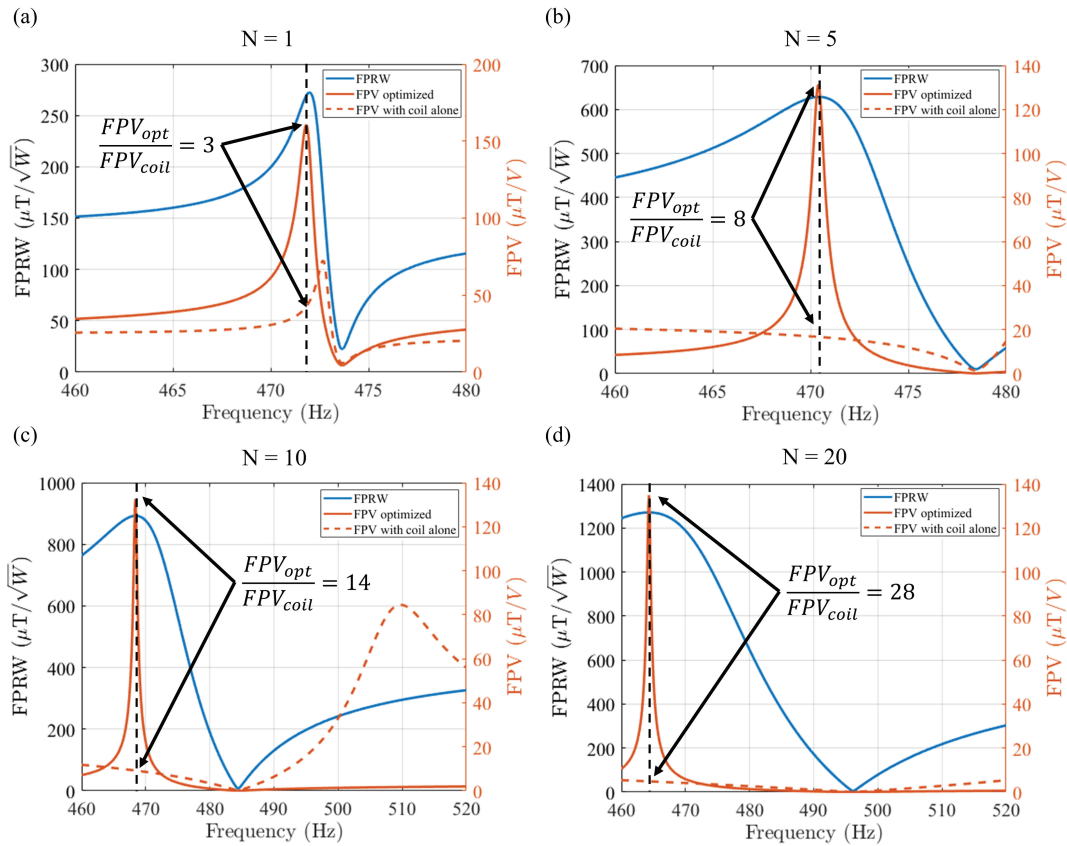 (a)
N = 1
FPRW
FPV optimized
FPV with coil alone
FPV_opt
FPV_coil
= 3
FPRW (μT/√W)
300
250
200
150
100
50
0
FPV (μT/V)
200
150
100
50
0
460 465 470 475 480
Frequency (Hz)
(b)
N = 5
FPRW
FPV optimized
FPV with coil alone
FPV_opt
FPV_coil
= 8
FPRW (μT/√W)
700
600
500
400
300
200
100
0
FPV (μT/V)
140
120
100
80
60
40
20
0
460 465 470 475 480
Frequency (Hz)
(c)
N = 10
FPRW
FPV optimized
FPV with coil alone
FPV_opt
FPV_coil
= 14
FPRW (μT/√W)
1000
800
600
400
200
0
FPV (μT/V)
140
120
100
80
60
40
20
0
460 470 480 490 500 510 520
Frequency (Hz)
(d)
N = 20
FPRW
FPV optimized
FPV with coil alone
FPV_opt
FPV_coil
= 28
FPRW (μT/√W)
1400
1200
1000
800
600
400
200
0
FPV (μT/V)
140
120
100
80
60
40
20
0
460 470 480 490 500 510 520
Frequency (Hz)